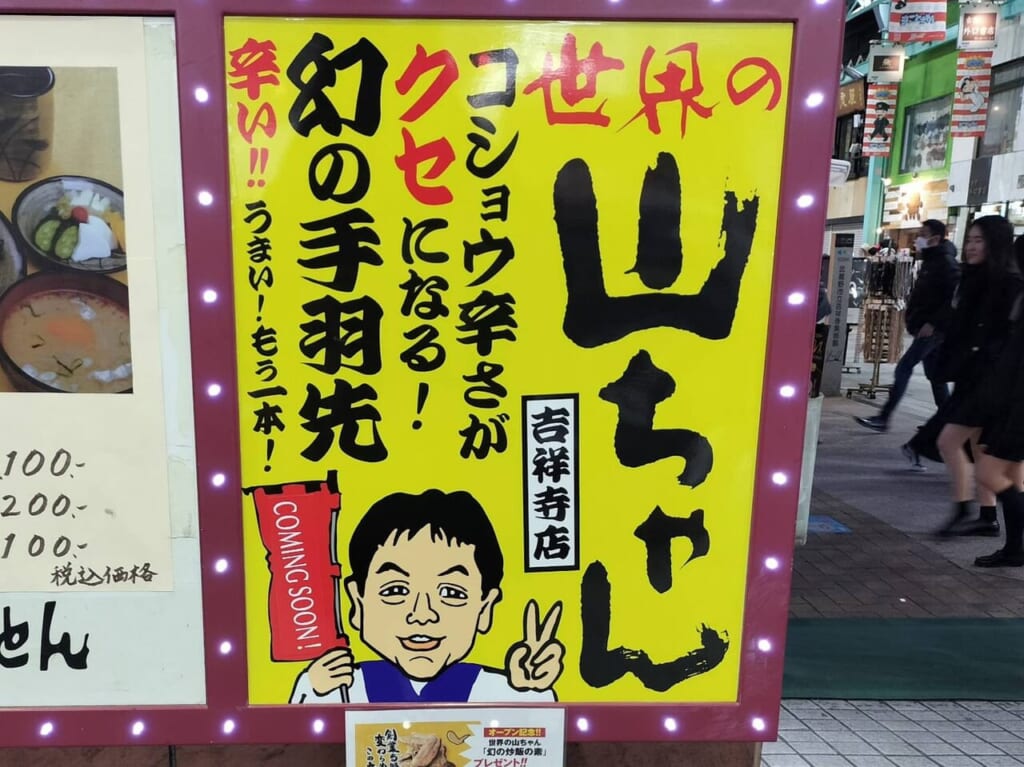 世界の
山ちゃん
吉祥寺店
コショウ辛さが
クセになる！
幻の手羽先
辛い!!うまい！もう一本！
COMING SOON!
オープン記念!!
世界の山ちゃん
「幻の炒飯の素」
プレゼント!!
100.-
200.-
100.-
税込価格
とん